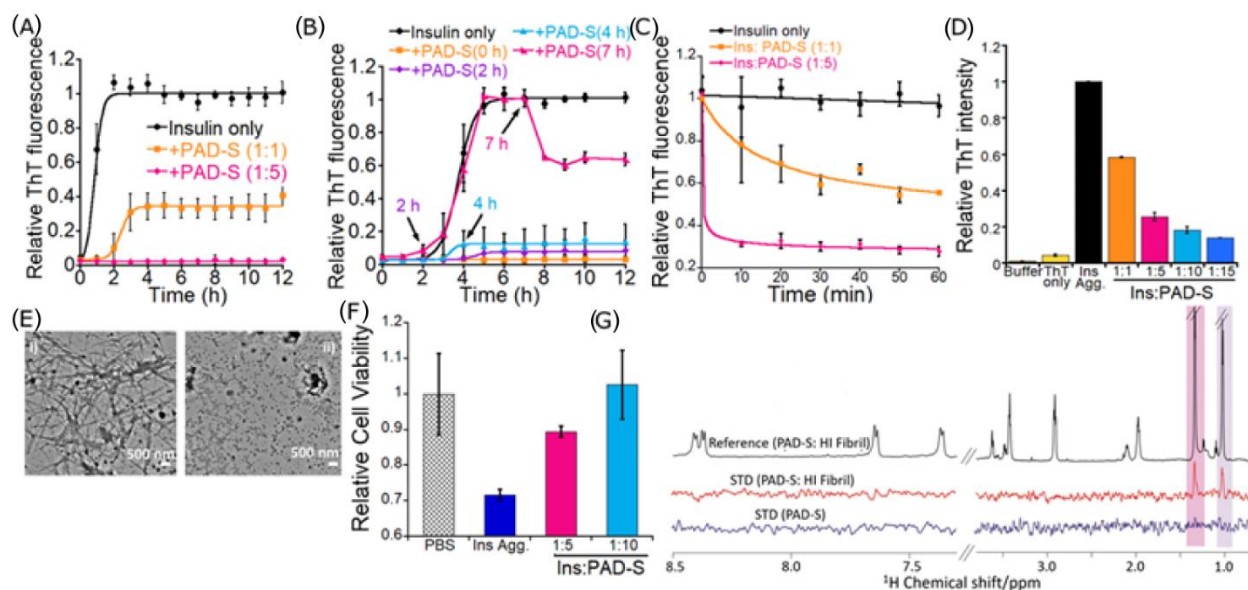 (A)
Relative ThT fluorescence
1.2
1
0.8
0.6
0.4
0.2
0
Insulin only
+PAD-S (1:1)
+PAD-S (1:5)
0 2 4 6 8 10 12
Time (h)
(B)
Relative ThT fluorescence
Insulin only
+PAD-S(0 h)
+PAD-S(2 h)
+PAD-S(4 h)
+PAD-S(7 h)
1.2
1
0.8
0.6
0.4
0.2
0
7 h
2 h
4 h
0 2 4 6 8 10 12
Time (h)
(C)
Relative ThT fluorescence
Insulin only
Ins: PAD-S (1:1)
Ins:PAD-S (1:5)
1.2
1
0.8
0.6
0.4
0.2
0 10 20 30 40 50 60
Time (min)
(D)
Relative ThT intensity
1.2
1
0.8
0.6
0.4
0.2
0
Buffer
ThT only
Ins Agg.
1:1 1:5 1:10 1:15
Ins:PAD-S
(E)
i)
500 nm
ii)
500 nm
(F)
Relative Cell Viability
1.2
1.1
1
0.9
0.8
0.7
0.6
PBS Ins Agg. 1:5 1:10
Ins:PAD-S
(G)
Reference (PAD-S: HI Fibril)
STD (PAD-S: HI Fibril)
STD (PAD-S)
8.5 8.0 7.5 3.0 2.0 1.0
¹H Chemical shift/ppm